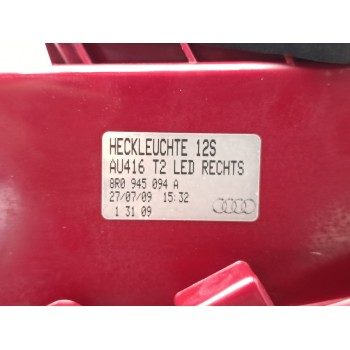 HECKLEUCHTE 12S
AU416 T2 LED RECHTS
8R0 945 094 A
27/07/09 15:32
1 31 09